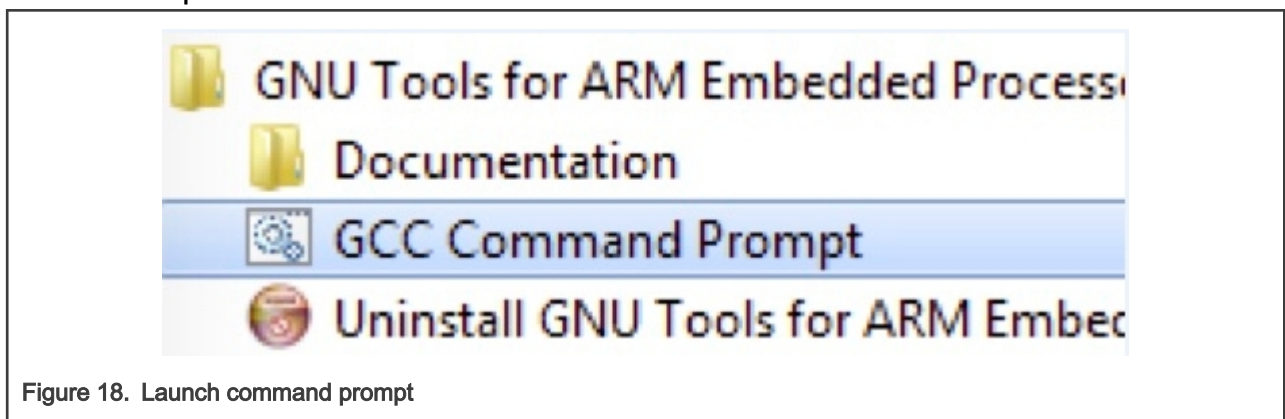 GNU Tools for ARM Embedded
Documentation
GCC Command Prompt
Uninstall GNU Tools for ARM
Figure 18. Launch command prompt